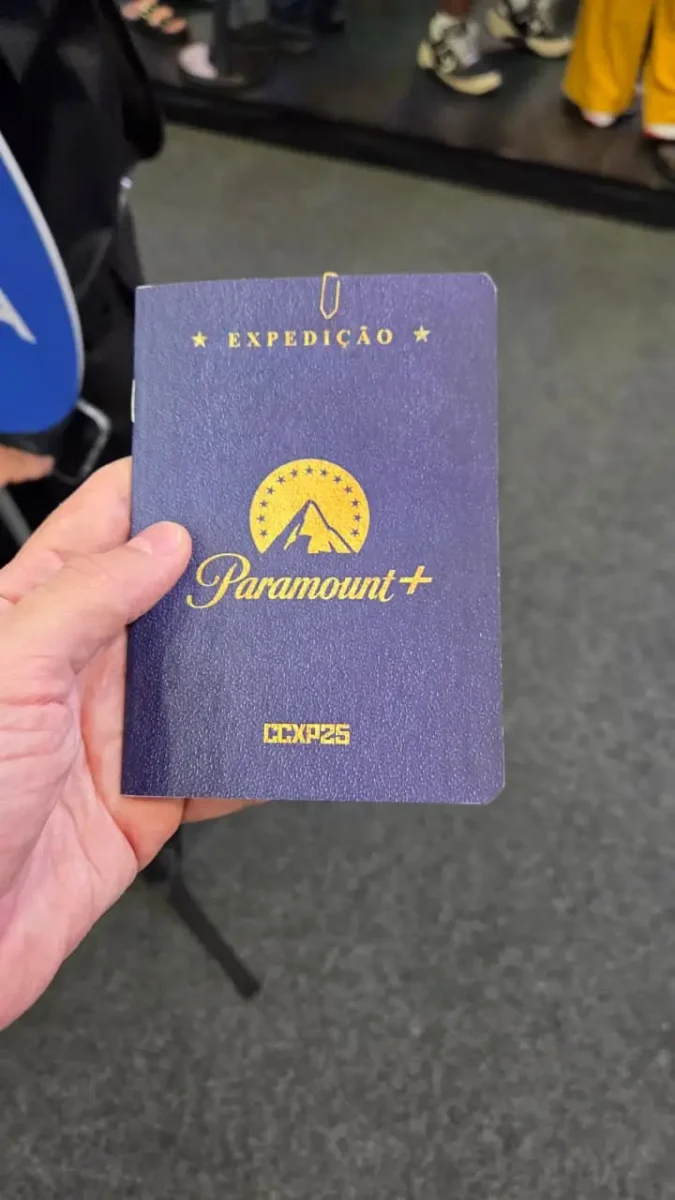 ★ EXPEDIÇÃO ★
Paramount+
CCXP25